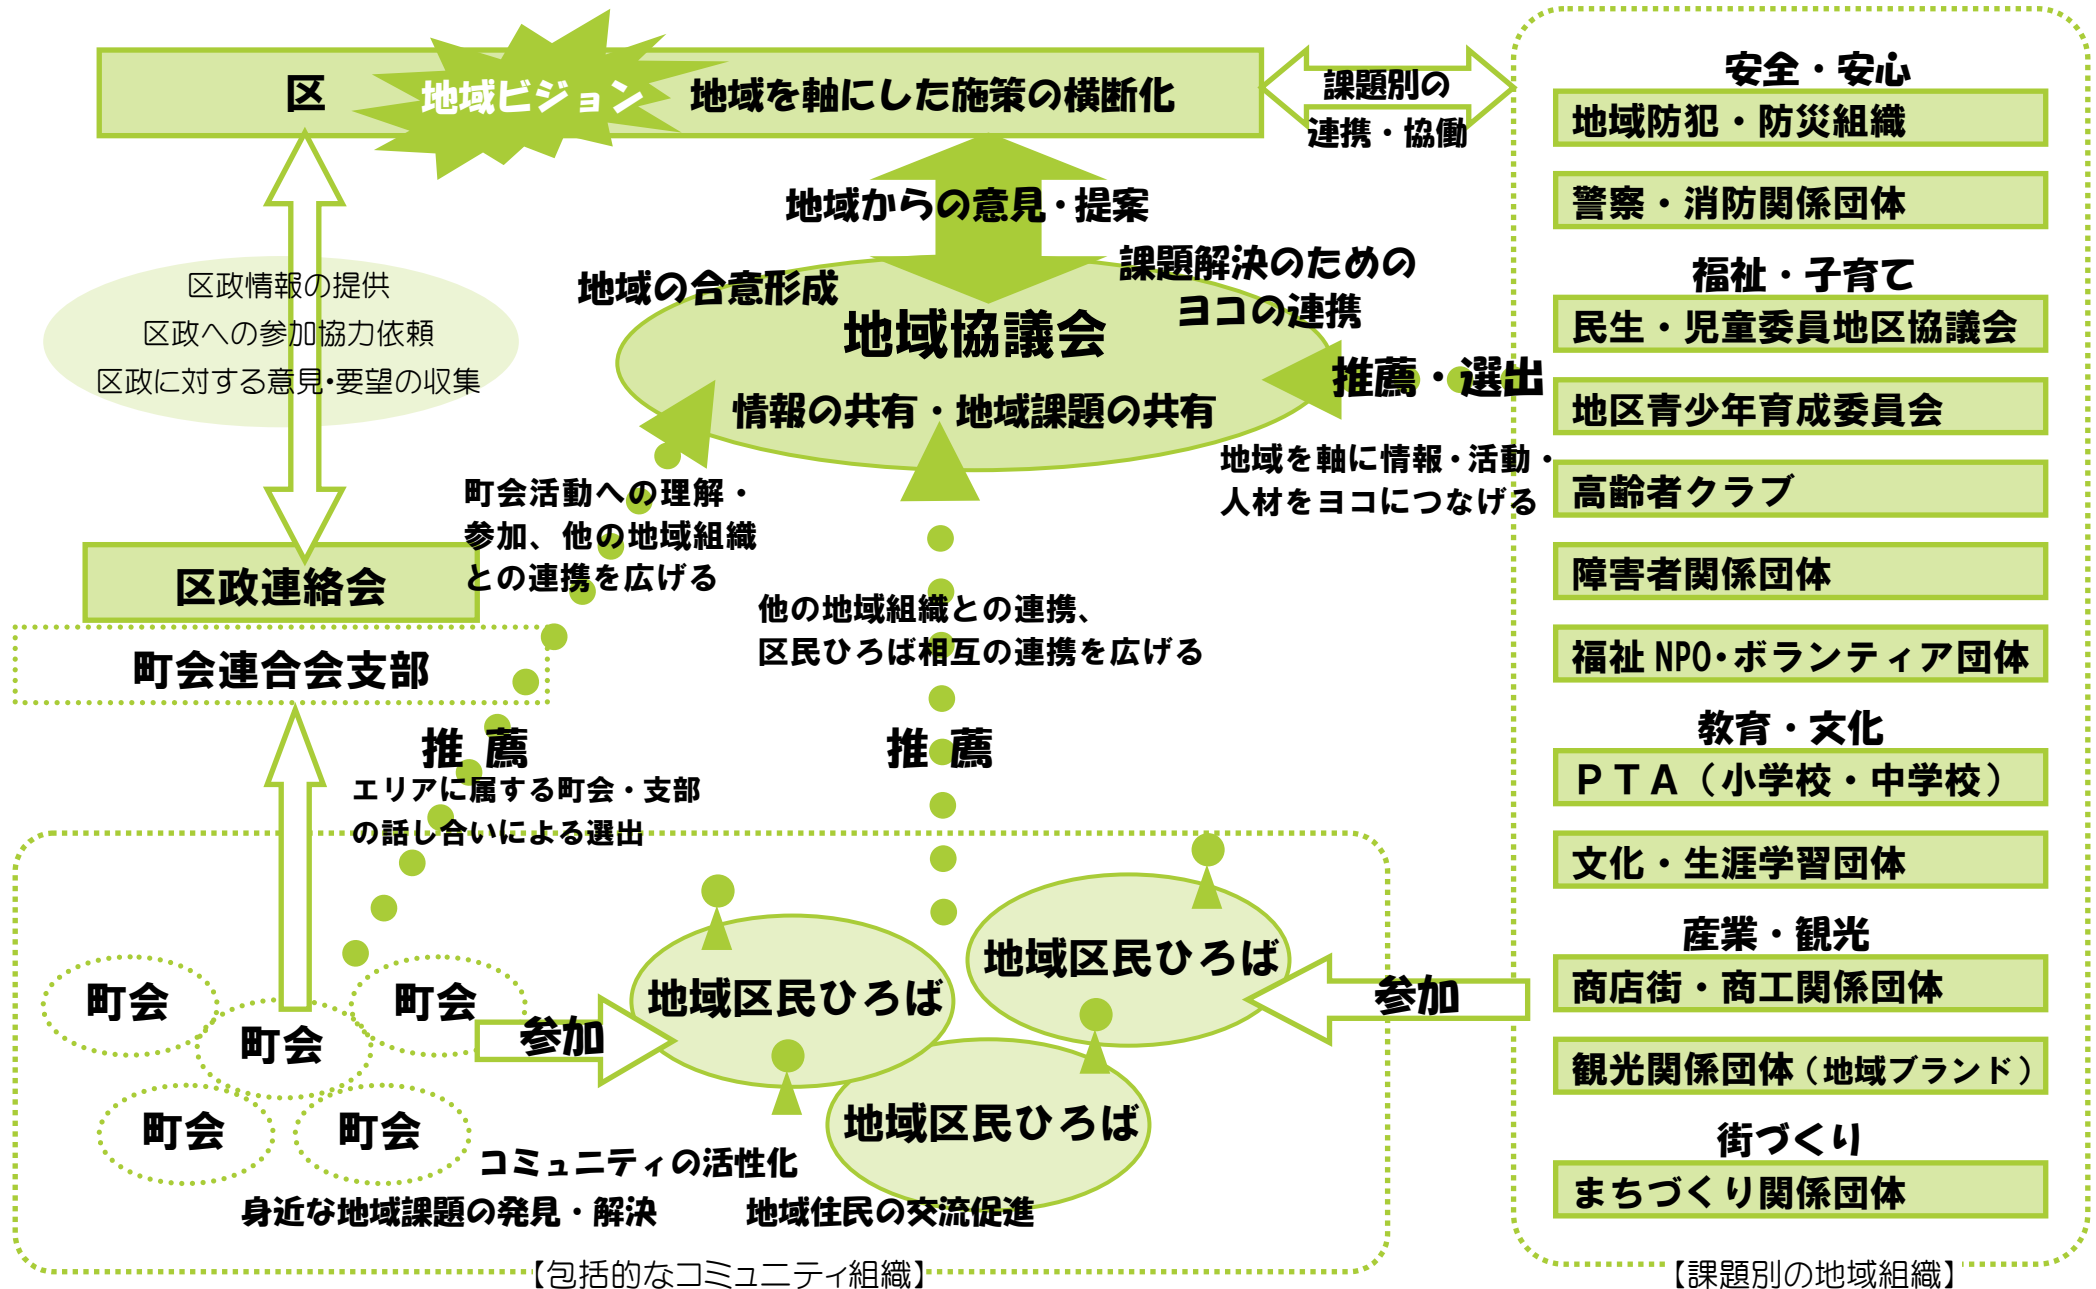 区
地域ビジョン
地域を軸にした施策の横断化
課題別の
連携・協働
地域からの意見・提案
区政情報の提供
区政への参加協力依頼
区政に対する意見・要望の収集
地域の合意形成
課題解決のための
ヨコの連携
地域協議会
情報の共有・地域課題の共有
推薦・選出
地域を軸に情報・活動・
人材をヨコにつなげる
町会活動への理解・
参加、他の地域組織
との連携を広げる
区政連絡会
町会連合会支部
他の地域組織との連携、
区民ひろば相互の連携を広げる
推 薦
エリアに属する町会・支部
の話し合いによる選出
推 薦
町会
町会
町会
町会
町会
参加
地域区民ひろば
地域区民ひろば
地域区民ひろば
参加
コミュニティの活性化
身近な地域課題の発見・解決
地域住民の交流促進
【包括的なコミュニティ組織】
安全・安心
地域防犯・防災組織
警察・消防関係団体
福祉・子育て
民生・児童委員地区協議会
地区青少年育成委員会
高齢者クラブ
障害者関係団体
福祉NPO・ボランティア団体
教育・文化
PTA（小学校・中学校）
文化・生涯学習団体
産業・観光
商店街・商工関係団体
観光関係団体（地域ブランド）
街づくり
まちづくり関係団体
【課題別の地域組織】